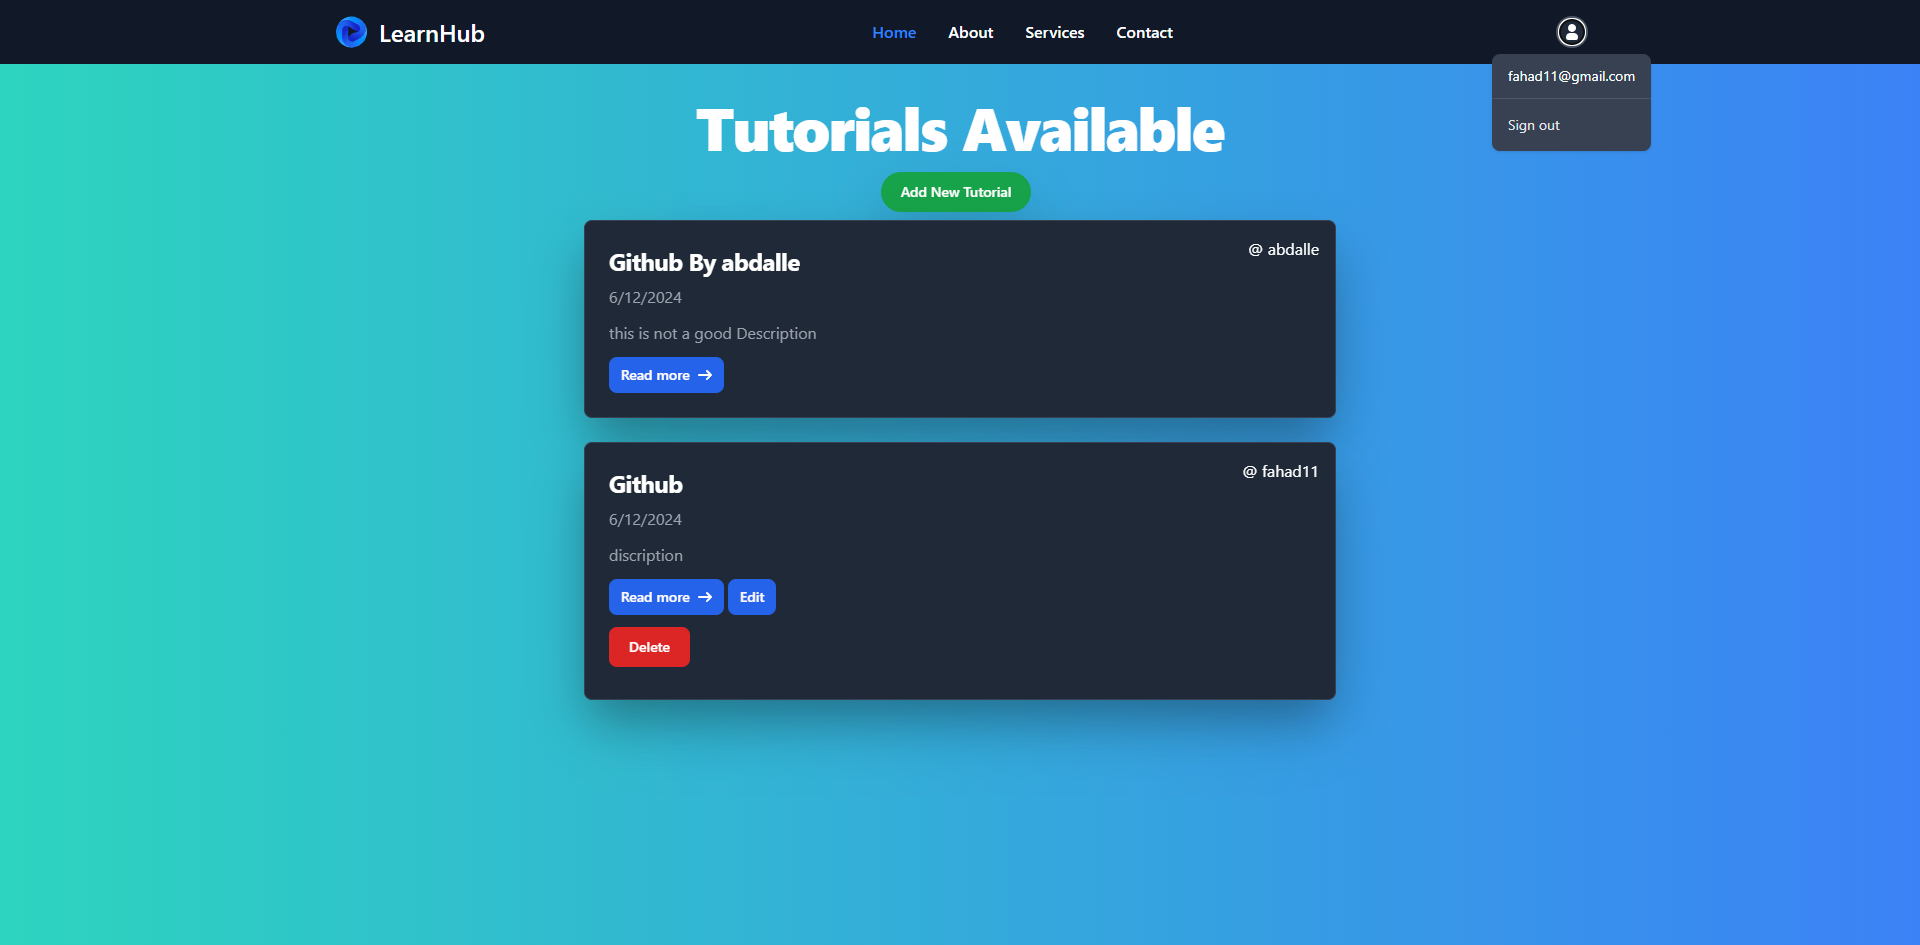 LearnHub
Home About Services Contact
fahad11@gmail.com
Sign out
Tutorials Available
Add New Tutorial
@ abdalle
Github By abdalle
6/12/2024
this is not a good Description
Read more →
@ fahad11
Github
6/12/2024
discription
Read more → Edit
Delete